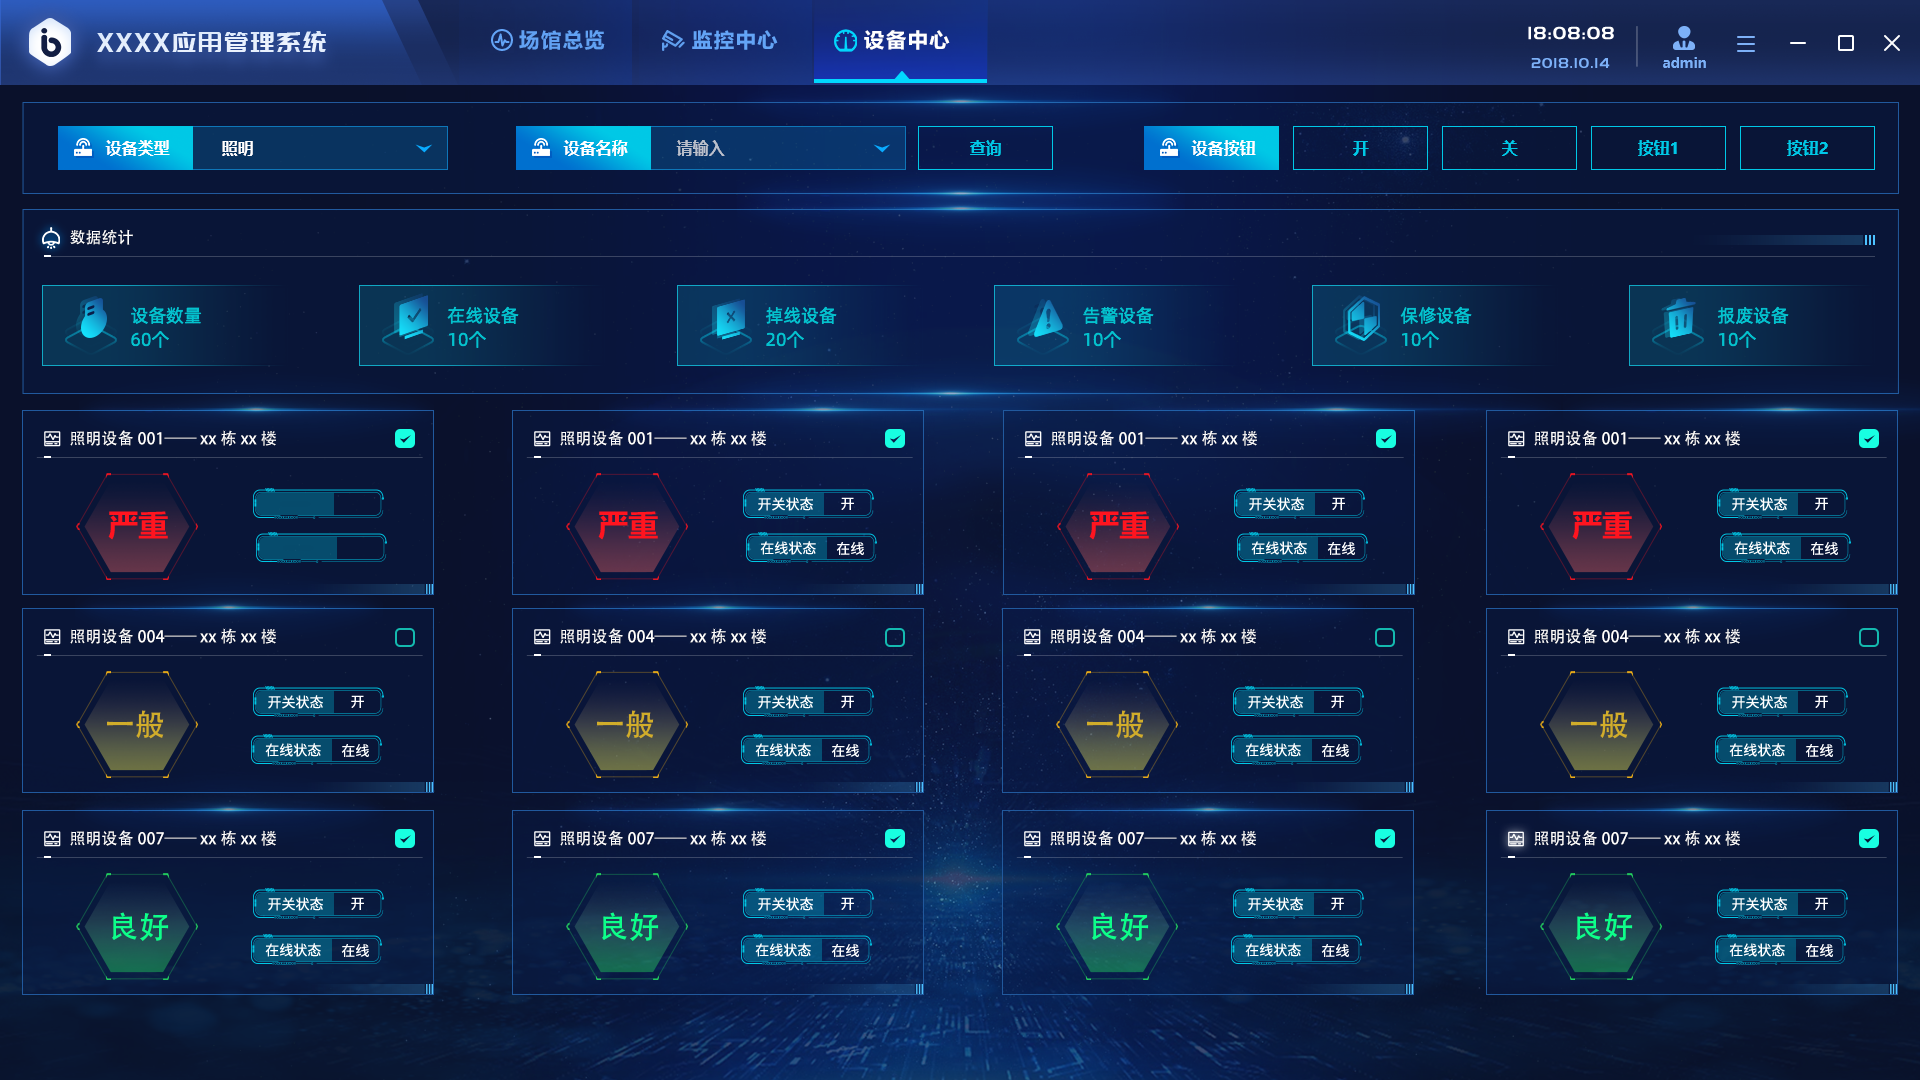 XXXX应用管理系统
场馆总览
监控中心
设备中心
18:08:08
2018.10.14
admin
设备类型
照明
设备名称
请输入
查询
设备按钮
开
关
按钮1
按钮2
数据统计
设备数量
60个
在线设备
10个
掉线设备
20个
告警设备
10个
保修设备
10个
报废设备
10个
照明设备 001—— xx 栋 xx 楼
严重
照明设备 001—— xx 栋 xx 楼
严重
开关状态 开
在线状态 在线
照明设备 001—— xx 栋 xx 楼
严重
开关状态 开
在线状态 在线
照明设备 001—— xx 栋 xx 楼
严重
开关状态 开
在线状态 在线
照明设备 004—— xx 栋 xx 楼
一般
开关状态 开
在线状态 在线
照明设备 004—— xx 栋 xx 楼
一般
开关状态 开
在线状态 在线
照明设备 004—— xx 栋 xx 楼
一般
开关状态 开
在线状态 在线
照明设备 004—— xx 栋 xx 楼
一般
开关状态 开
在线状态 在线
照明设备 007—— xx 栋 xx 楼
良好
开关状态 开
在线状态 在线
照明设备 007—— xx 栋 xx 楼
良好
开关状态 开
在线状态 在线
照明设备 007—— xx 栋 xx 楼
良好
开关状态 开
在线状态 在线
照明设备 007—— xx 栋 xx 楼
良好
开关状态 开
在线状态 在线